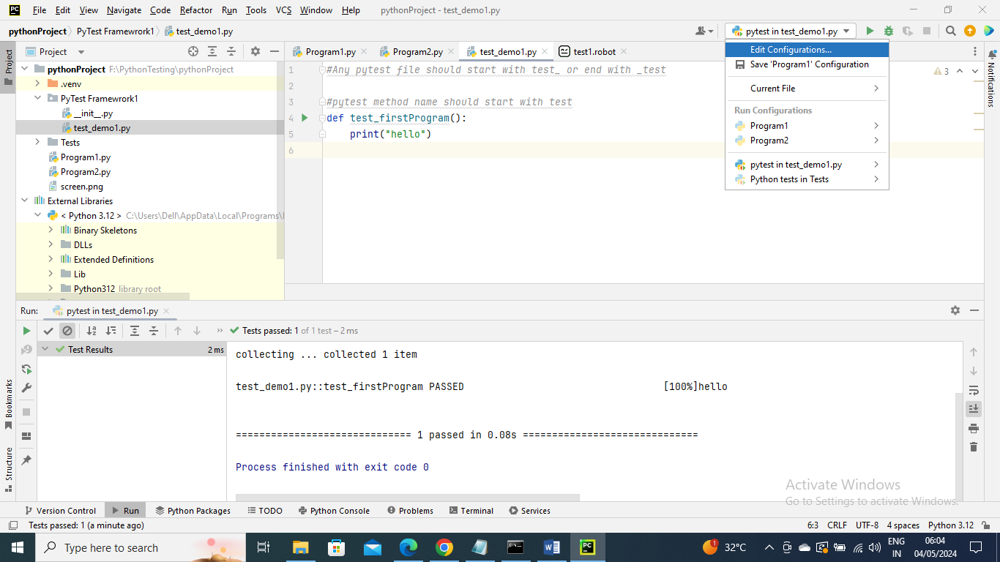 PC File Edit View Navigate Code Refactor Run Tools VCS Window Help pythonProject - test_demo1.py
pythonProject PyTest Framewrork1 test_demo1.py
pytest in test_demo1.py
Project
Project
Program1.py
Program2.py
test_demo1.py
test1.robot
Edit Configurations...
Save 'Program1' Configuration
Current File
Run Configurations
Program1
Program2
pytest in test_demo1.py
Python tests in Tests
pythonProject F:\PythonTesting\pythonProject
.venv
PyTest Framewrork1
__init__.py
test_demo1.py
Tests
Program1.py
Program2.py
screen.png
External Libraries
< Python 3.12 > C:\Users\Dell\AppData\Local\Programs\
Binary Skeletons
DLLs
Extended Definitions
Lib
Python312 library root
1 #Any pytest file should start with test_ or end with _test
2
3 #pytest method name should start with test
4 def test_firstProgram():
5 print("hello")
6
3
Notifications
Run: pytest in test_demo1.py
Tests passed: 1 of 1 test – 2 ms
Test Results 2 ms
collecting ... collected 1 item
test_demo1.py::test_firstProgram PASSED [100%]hello
============================== 1 passed in 0.08s ==============================
Process finished with exit code 0
Bookmarks
Structure
Activate Windows
Go to Settings to activate Windows.
Version Control Run Python Packages TODO Python Console Problems Terminal Services
Tests passed: 1 (a minute ago) 6:3 CRLF UTF-8 4 spaces Python 3.12
Type here to search
W
PC
1
32°C
ENG
IN
06:04
04/05/2024